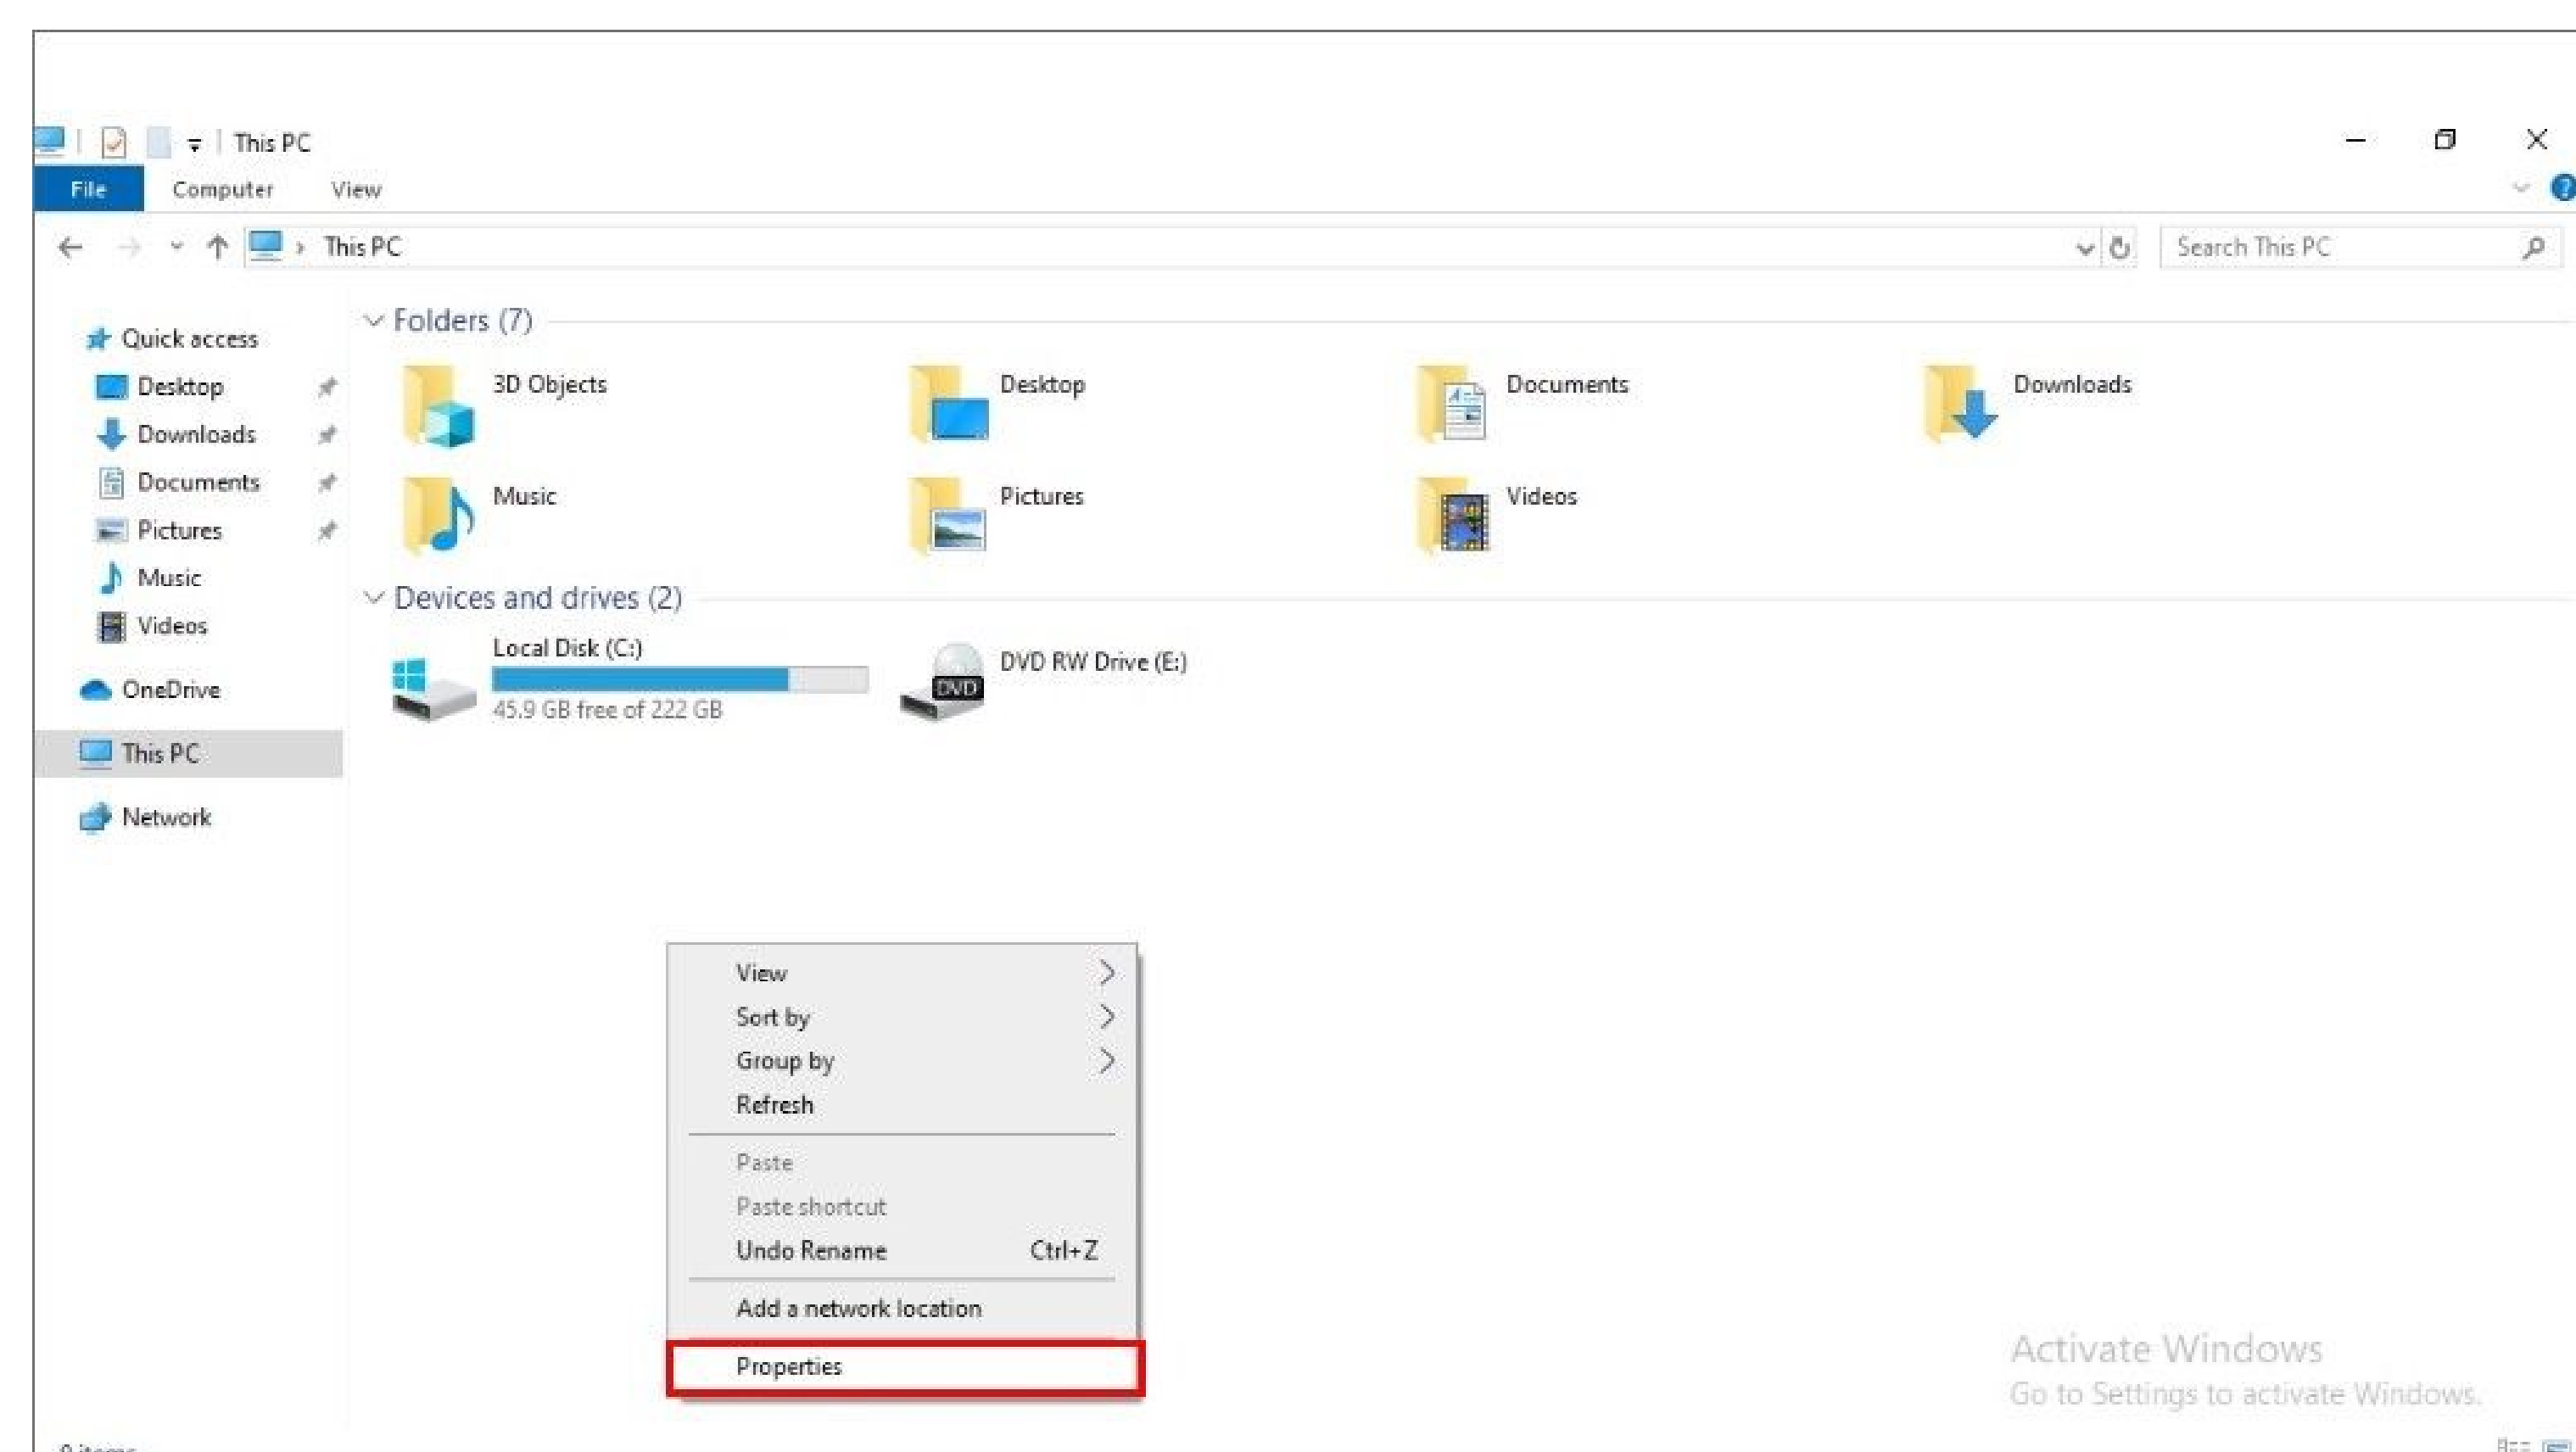 This PC
File Computer View
This PC
Search This PC
Quick access
Desktop
Downloads
Documents
Pictures
Music
Videos
OneDrive
This PC
Network
Folders (7)
3D Objects
Desktop
Documents
Downloads
Music
Pictures
Videos
Devices and drives (2)
Local Disk (C:)
45.9 GB free of 222 GB
DVD
DVD RW Drive (E:)
View
Sort by
Group by
Refresh
Paste
Paste shortcut
Undo Rename Ctrl+Z
Add a network location
Properties
Activate Windows
Go to Settings to activate Windows.